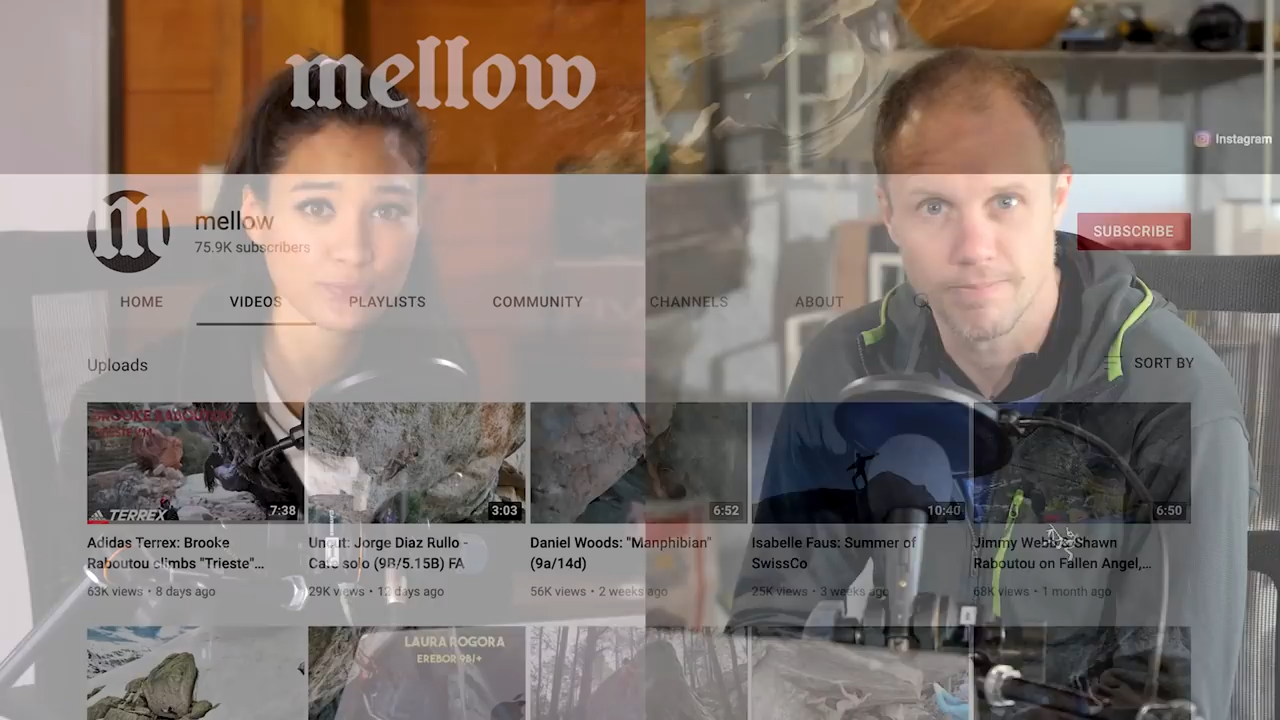 mellow
Instagram
mellow
75.9K subscribers
SUBSCRIBE
HOME VIDEOS PLAYLISTS COMMUNITY CHANNELS ABOUT
Uploads
SORT BY
TERREX
7:38
3:03
6:52
10:40
6:50
Adidas Terrex: Brooke
Raboutou climbs "Trieste"...
63K views • 8 days ago
Uncut: Jorge Diaz Rullo -
Café solo (9B/5.15B) FA
29K views • 12 days ago
Daniel Woods: "Manphibian"
(9a/14d)
56K views • 2 weeks ago
Isabelle Faus: Summer of
SwissCo
25K views • 3 weeks ago
Jimmy Webb & Shawn
Raboutou on Fallen Angel,...
68K views • 1 month ago
LAURA ROGORA
EREBOR 9B/+